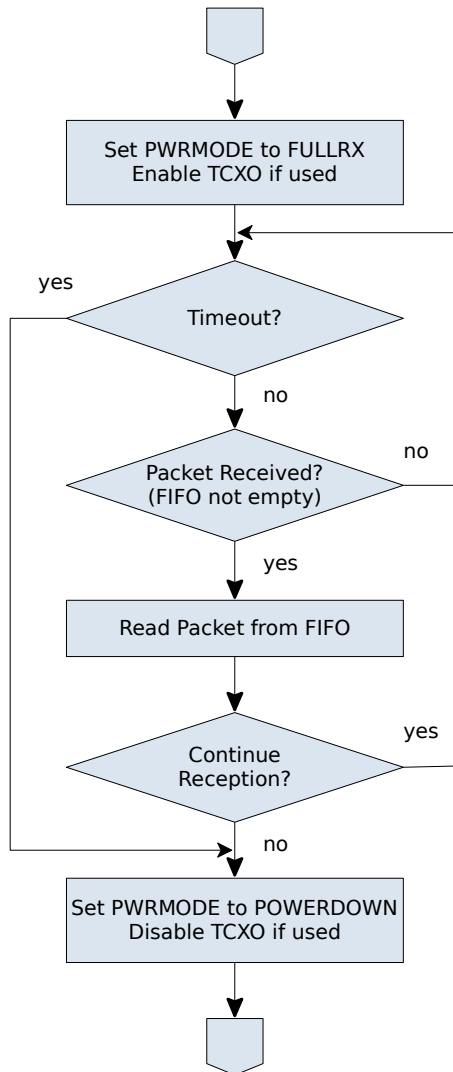 Set PWRMODE to FULLRX
Enable TCXO if used
yes
Timeout?
no
Packet Received?
(FIFO not empty)
no
yes
Read Packet from FIFO
yes
Continue
Reception?
no
Set PWRMODE to POWERDOWN
Disable TCXO if used